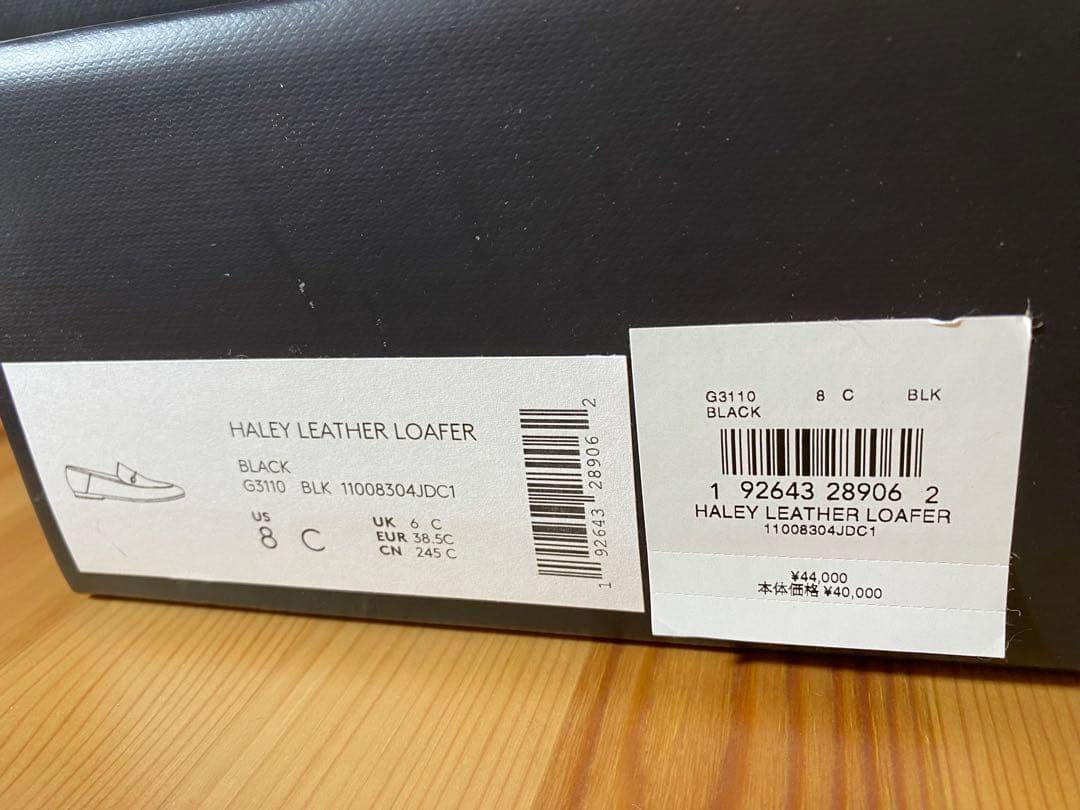 HALEY LEATHER LOAFER
BLACK
G3110 BLK 11008304JDC1
US
8 C
UK 6 C
EUR 38.5C
CN 245 C
1 92643 28906 2
G3110 8 C BLK
BLACK
1 92643 28906 2
HALEY LEATHER LOAFER
11008304JDC1
¥44,000
本体価格 ¥40,000